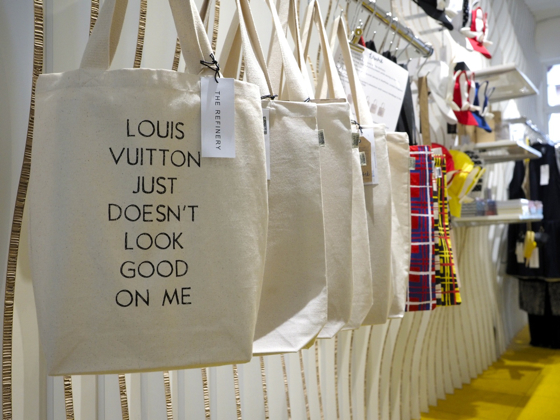 LOUIS
VUITTON
JUST
DOESN'T
LOOK
GOOD
ON ME
THE REFINERY